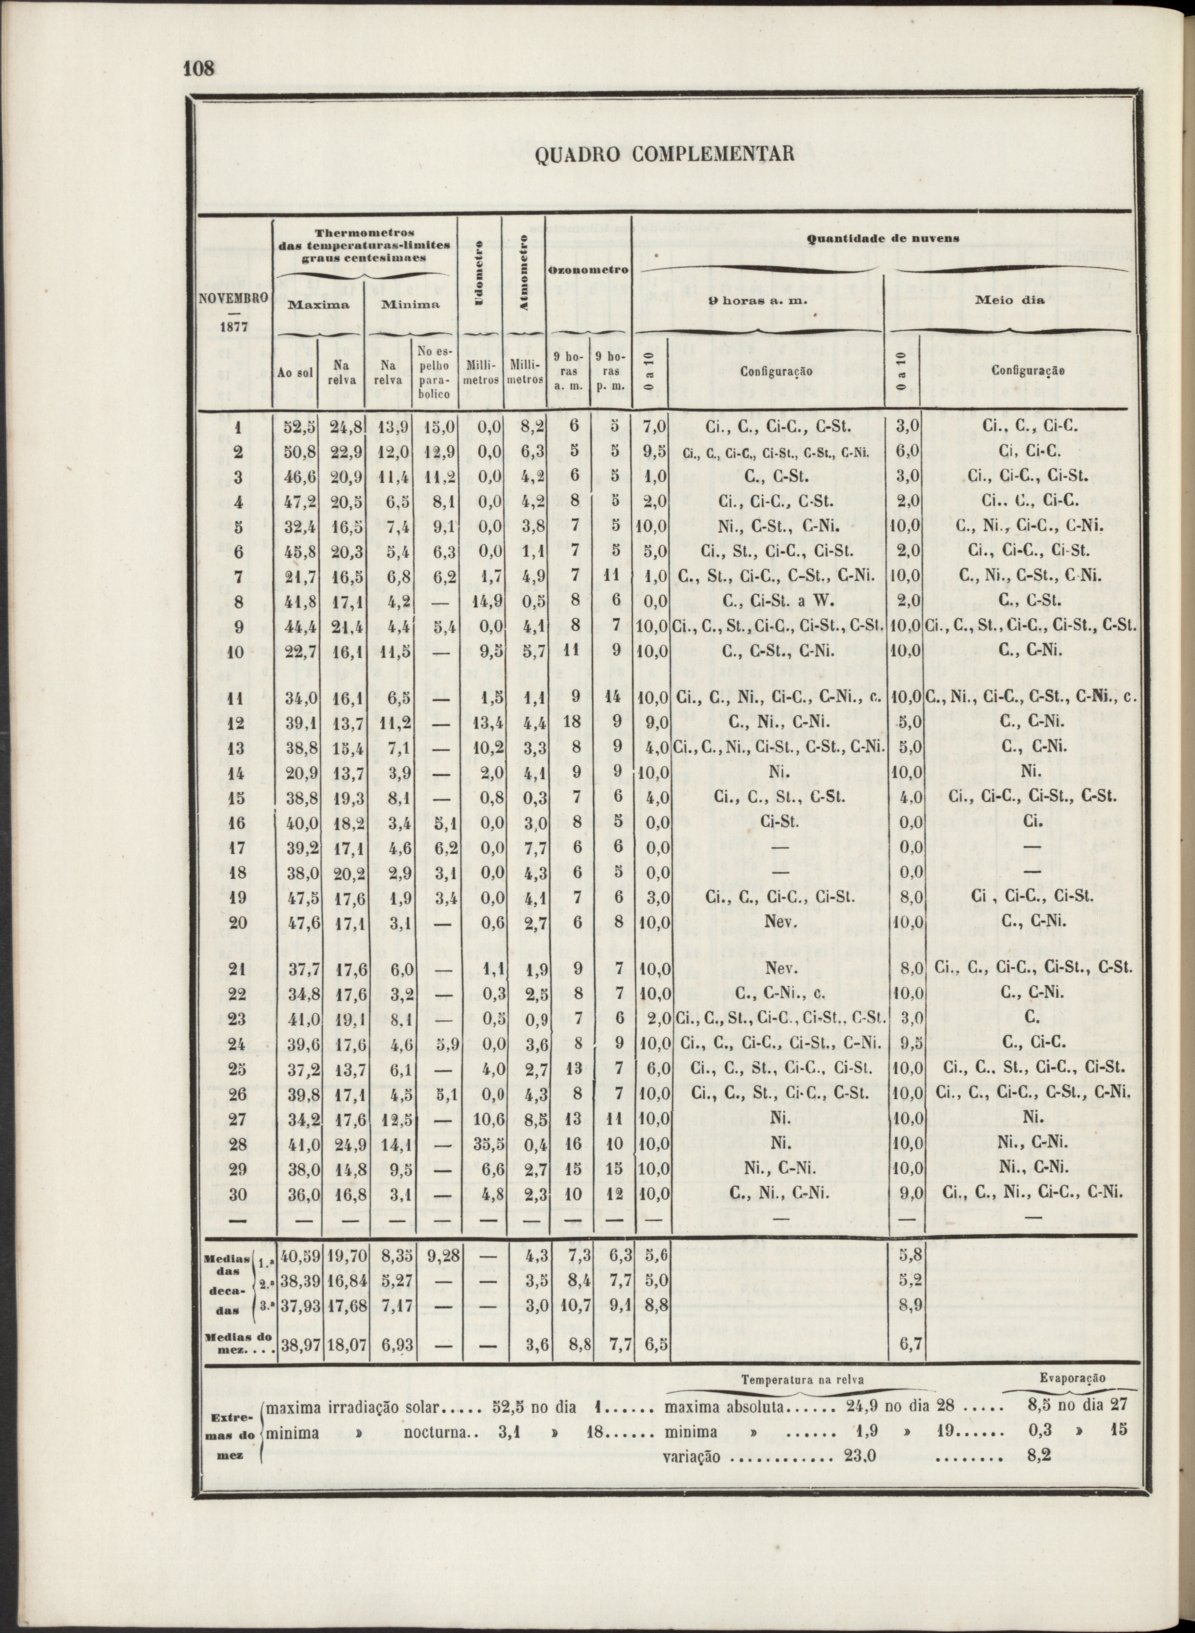 108
QUADRO COMPLEMENTAR
NOVEMBRO
—
1877
Thermometros
das temperaturas-limites
graus centesimaes
Maxima
Minima
Ao sol
Na
relva
Na
relva
No es-
pelho
para-
bolico
Udometro
Milli-
metros
Atmometro
Milli-
metros
Ozonometro
9 ho-
ras
a. m.
9 ho-
ras
p. m.
Quantidade de nuvens
9 horas a. m.
Meio dia
0 a 10
Configuração
0 a 10
Configuração
1 52,5 24,8 13,9 15,0 0,0 8,2 6 5 7,0 Ci., C., Ci-C., C-St. 3,0 Ci., C., Ci-C.
2 50,8 22,9 12,0 12,9 0,0 6,3 5 5 9,5 Ci., C., Ci-C., Ci-St., C-St., C-Ni. 6,0 Ci, Ci-C.
3 46,6 20,9 11,4 11,2 0,0 4,2 6 5 1,0 C., C-St. 3,0 Ci., Ci-C., Ci-St.
4 47,2 20,5 6,5 8,1 0,0 4,2 8 5 2,0 Ci., Ci-C., C-St. 2,0 Ci.. C., Ci-C.
5 32,4 16,5 7,4 9,1 0,0 3,8 7 5 10,0 Ni., C-St., C-Ni. 10,0 C., Ni., Ci-C., C-Ni.
6 45,8 20,3 5,4 6,3 0,0 1,1 7 5 5,0 Ci., St., Ci-C., Ci-St. 2,0 Ci., Ci-C., Ci-St.
7 21,7 16,5 6,8 6,2 1,7 4,9 7 11 1,0 C., St., Ci-C., C-St., C-Ni. 10,0 C., Ni., C-St., C-Ni.
8 41,8 17,1 4,2 — 14,9 0,5 8 6 0,0 C., Ci-St. a W. 2,0 C., C-St.
9 44,4 21,4 4,4 5,4 0,0 4,1 8 7 10,0 Ci., C., St., Ci-C., Ci-St., C-St. 10,0 Ci., C., St., Ci-C., Ci-St., C-St.
10 22,7 16,1 11,5 — 9,5 5,7 11 9 10,0 C., C-St., C-Ni. 10,0 C., C-Ni.
11 34,0 16,1 6,5 — 1,5 1,1 9 14 10,0 Ci., C., Ni., Ci-C., C-Ni., c. 10,0 C., Ni., Ci-C., C-St., C-Ni., c.
12 39,1 13,7 11,2 — 13,4 4,4 18 9 9,0 C., Ni., C-Ni. 5,0 C., C-Ni.
13 38,8 15,4 7,1 — 10,2 3,3 8 9 4,0 Ci., C., Ni., Ci-St., C-St., C-Ni. 5,0 C., C-Ni.
14 20,9 13,7 3,9 — 2,0 4,1 9 9 10,0 Ni. 10,0 Ni.
15 38,8 19,3 8,1 — 0,8 0,3 7 6 4,0 Ci., C., St., C-St. 4,0 Ci., Ci-C., Ci-St., C-St.
16 40,0 18,2 3,4 5,1 0,0 3,0 8 5 0,0 Ci-St. 0,0 Ci.
17 39,2 17,1 4,6 6,2 0,0 7,7 6 6 0,0 — 0,0 —
18 38,0 20,2 2,9 3,1 0,0 4,3 6 5 0,0 — 0,0 —
19 47,5 17,6 1,9 3,4 0,0 4,1 7 6 3,0 Ci., C., Ci-C., Ci-St. 8,0 Ci , Ci-C., Ci-St.
20 47,6 17,1 3,1 — 0,6 2,7 6 8 10,0 Nev. 10,0 C., C-Ni.
21 37,7 17,6 6,0 — 1,1 1,9 9 7 10,0 Nev. 8,0 Ci., C., Ci-C., Ci-St., C-St.
22 34,8 17,6 3,2 — 0,3 2,5 8 7 10,0 C., C-Ni., c. 10,0 C., C-Ni.
23 41,0 19,1 8,1 — 0,5 0,9 7 6 2,0 Ci., C., St., Ci-C., Ci-St., C-St. 3,0 C.
24 39,6 17,6 4,6 5,9 0,0 3,6 8 9 10,0 Ci., C., Ci-C., Ci-St., C-Ni. 9,5 C., Ci-C.
25 37,2 13,7 6,1 — 4,0 2,7 13 7 6,0 Ci., C., St., Ci-C., Ci-St. 10,0 Ci., C., St., Ci-C., Ci-St.
26 39,8 17,1 4,5 5,1 0,0 4,3 8 7 10,0 Ci., C., St., Ci-C., C-St. 10,0 Ci., C., Ci-C., C-St., C-Ni.
27 34,2 17,6 12,5 — 10,6 8,5 13 11 10,0 Ni. 10,0 Ni.
28 41,0 24,9 14,1 — 35,5 0,4 16 10 10,0 Ni. 10,0 Ni., C-Ni.
29 38,0 14,8 9,5 — 6,6 2,7 15 15 10,0 Ni., C-Ni. 10,0 Ni., C-Ni.
30 36,0 16,8 3,1 — 4,8 2,3 10 12 10,0 C., Ni., C-Ni. 9,0 Ci., C., Ni., Ci-C., C-Ni.
— — — — — — — — — — — — —
Medias
das
deca-
das
1.ª 40,59 19,70 8,35 9,28 — 4,3 7,3 6,3 5,6 5,8
2.ª 38,39 16,84 5,27 — — 3,5 8,4 7,7 5,0 5,2
3.ª 37,93 17,68 7,17 — — 3,0 10,7 9,1 8,8 8,9
Medias do
mez.... 38,97 18,07 6,93 — — 3,6 8,8 7,7 6,5 6,7
Temperatura na relva
Evaporação
Extre-
mas do
mez
maxima irradiação solar..... 52,5 no dia 1...... maxima absoluta...... 24,9 no dia 28 ..... 8,5 no dia 27
minima » nocturna.. 3,1 » 18...... minima » ...... 1,9 » 19...... 0,3 » 15
variação ............ 23,0 ........ 8,2